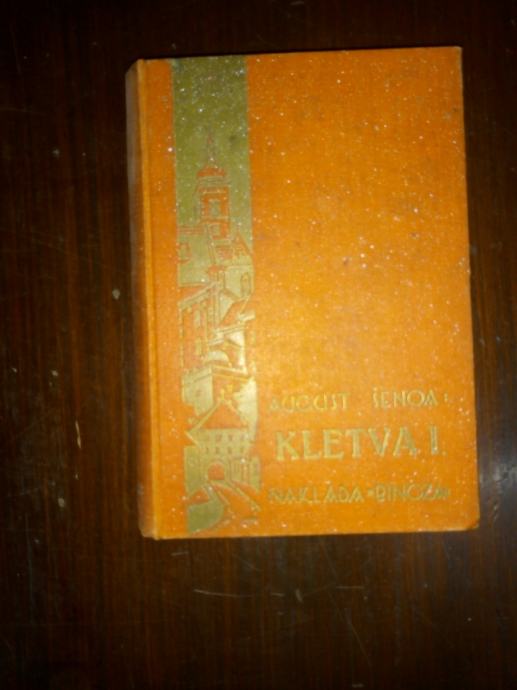 AUGUST ŠENOA:
KLETVA I.
NAKLADA "BINOZA"